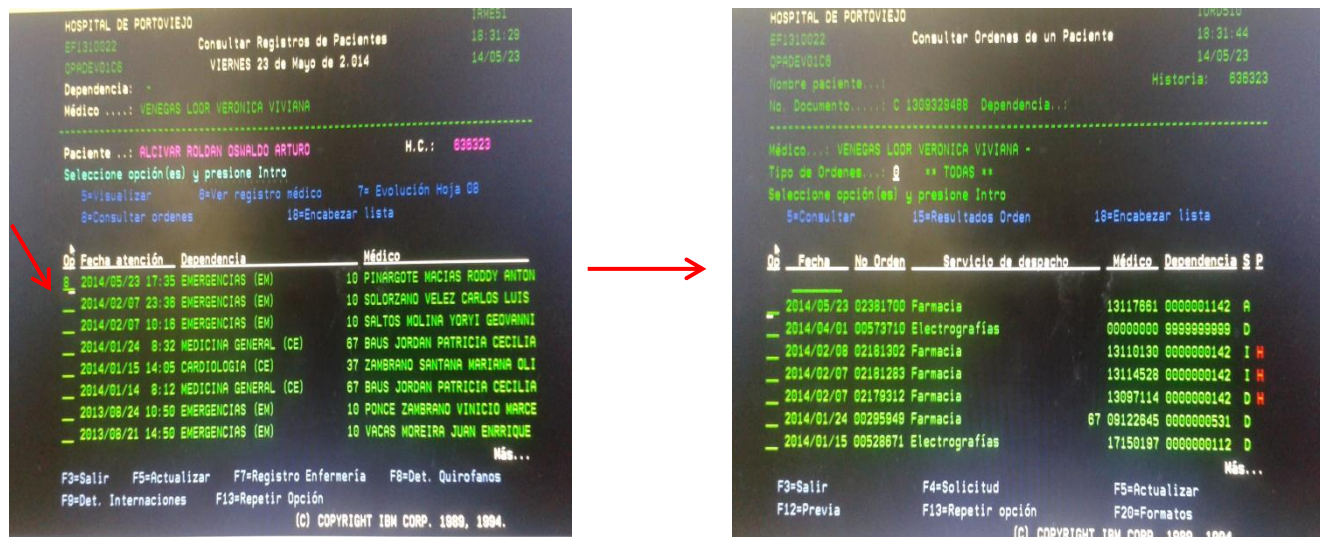 HOSPITAL DE PORTOVIEJO IRME51
EF1310022 Consultar Registros de Pacientes 18:31:29
QPADEV01C6 VIERNES 23 de Mayo de 2.014 14/05/23
Dependencia: -
Médico ....: VENEGAS LOOR VERONICA VIVIANA
Paciente ..: ALCIVAR ROLDAN OSWALDO ARTURO H.C.: 636323
Seleccione opción(es) y presione Intro
5=Visualizar 6=Ver registro médico 7= Evolución Hoja 08
8=Consultar ordenes 18=Encabezar lista
Op Fecha atención Dependencia Médico
8 2014/05/23 17:35 EMERGENCIAS (EM) 10 PINARGOTE MACIAS RODDY ANTON
2014/02/07 23:36 EMERGENCIAS (EM) 10 SOLORZANO VELEZ CARLOS LUIS
2014/02/07 10:16 EMERGENCIAS (EM) 10 SALTOS MOLINA YORYI GEOVANNI
2014/01/24 8:32 MEDICINA GENERAL (CE) 67 BAUS JORDAN PATRICIA CECILIA
2014/01/15 14:05 CARDIOLOGIA (CE) 37 ZAMBRANO SANTANA MARIANA OLI
2014/01/14 8:12 MEDICINA GENERAL (CE) 67 BAUS JORDAN PATRICIA CECILIA
2013/08/24 10:50 EMERGENCIAS (EM) 10 PONCE ZAMBRANO VINICIO MARCE
2013/06/21 14:50 EMERGENCIAS (EM) 10 VACAS MOREIRA JUAN ENRRIQUE
Más...
F3=Salir F5=Actualizar F7=Registro Enfermería F8=Det. Quirofanos
F9=Det. Internaciones F13=Repetir Opción
(C) COPYRIGHT IBM CORP. 1989, 1994.
HOSPITAL DE PORTOVIEJO IORD510
EF1310022 Consultar Ordenes de un Paciente 18:31:44
QPADEV01C6 14/05/23
Nombre paciente...: Historia: 636323
No. Documento.....: C 1309329488 Dependencia..:
Médico...: VENEGAS LOOR VERONICA VIVIANA -
Tipo de Ordenes...: 0 ** TODAS **
Seleccione opción(es) y presione Intro
5=Consultar 15=Resultados Orden 18=Encabezar lista
Op Fecha No Orden Servicio de despacho Médico Dependencia S P
2014/05/23 02381700 Farmacia 13117661 0000001142 A
2014/04/01 00573710 Electrografías 00000000 9999999999 D
2014/02/08 02181302 Farmacia 13110130 0000000142 I H
2014/02/07 02181283 Farmacia 13114528 0000000142 I H
2014/02/07 02179312 Farmacia 13097114 0000000142 D H
2014/01/24 00295949 Farmacia 67 09122645 0000000531 D
2014/01/15 00528671 Electrografías 17150197 0000000112 D
Más...
F3=Salir F4=Solicitud F5=Actualizar
F12=Previa F13=Repetir opción F20=Formatos
(C) COPYRIGHT IBM CORP. 1989, 1994.